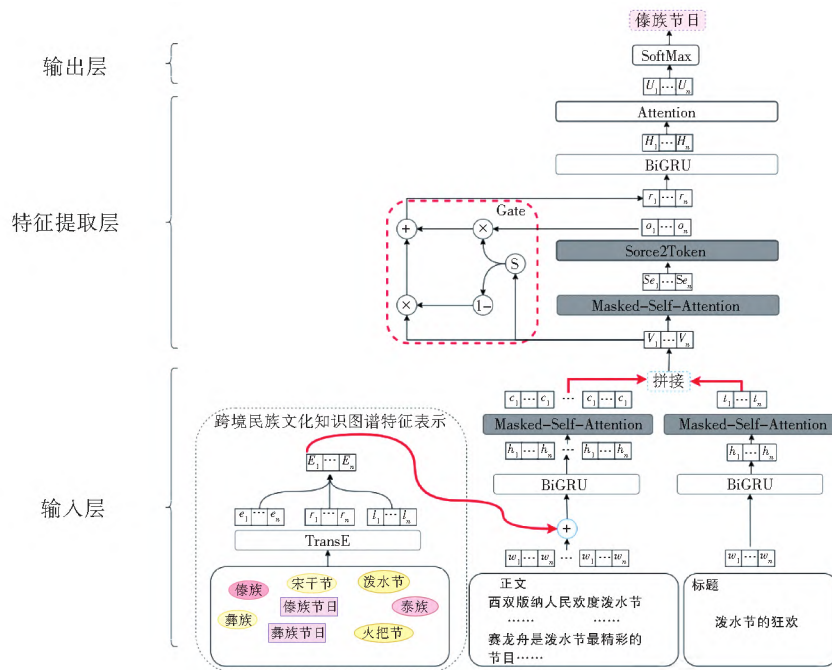 傣族节日
输出层
SoftMax
U₁ ··· Uₙ
Attention
H₁ ··· Hₙ
BiGRU
特征提取层
r₁ ··· rₙ
Gate
+
×
o₁ ··· oₙ
Sorce2Token
S
Se₁ ··· Seₙ
×
1-
Masked-Self-Attention
V₁ ··· Vₙ
拼接
c₁ ··· c₁ ··· c₁ ··· c₁
i₁ ··· iₙ
跨境民族文化知识图谱特征表示
Masked-Self-Attention
Masked-Self-Attention
E₁ ··· Eₙ
h₁ ··· hₙ ··· h₁ ··· hₙ
h₁ ··· hₙ
BiGRU
BiGRU
输入层
e₁ ··· eₙ
r₁ ··· rₙ
l₁ ··· lₙ
+
TransE
w₁ ··· wₙ ··· w₁ ··· wₙ
w₁ ··· wₙ
傣族
宋干节
泼水节
傣族节日
泰族
彝族
彝族节日
火把节
正文
西双版纳人民欢度泼水节
…… ……
赛龙舟是泼水节最精彩的
节目……
标题
泼水节的狂欢